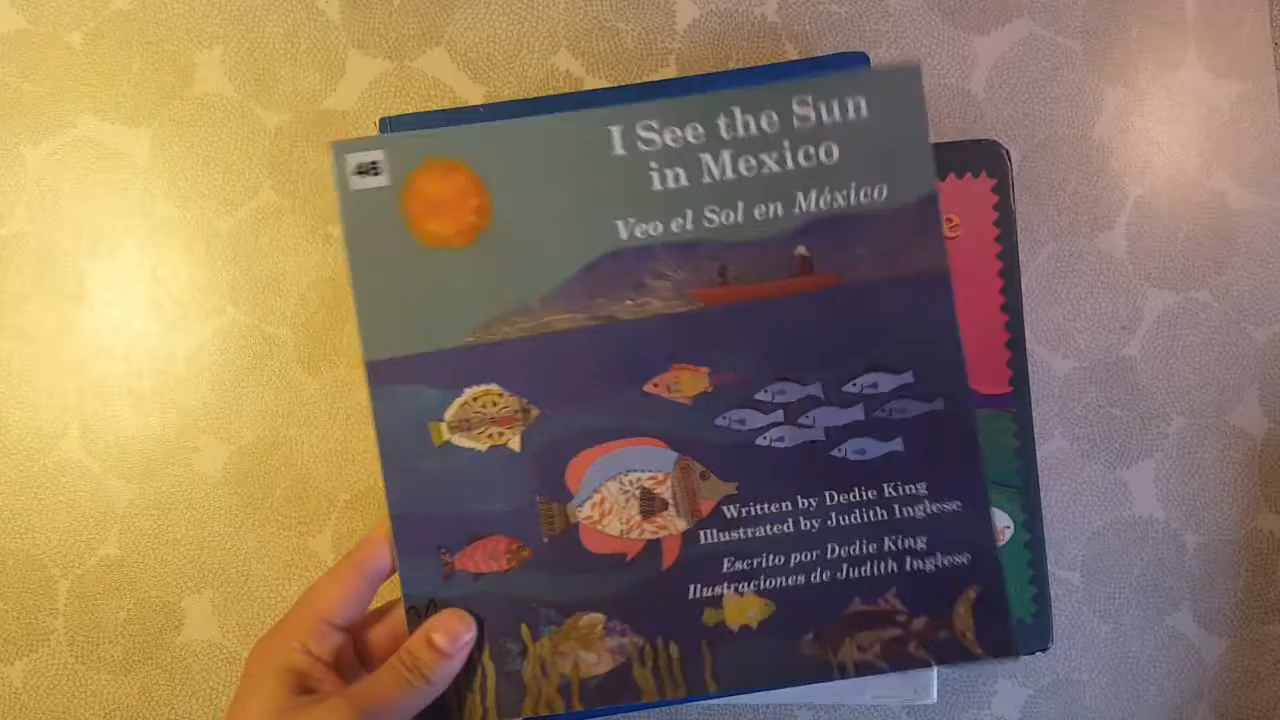 46
I See the Sun
in Mexico
Veo el Sol en México
e
Written by Dedie King
Illustrated by Judith Inglese
Escrito por Dedie King
Ilustraciones de Judith Inglese